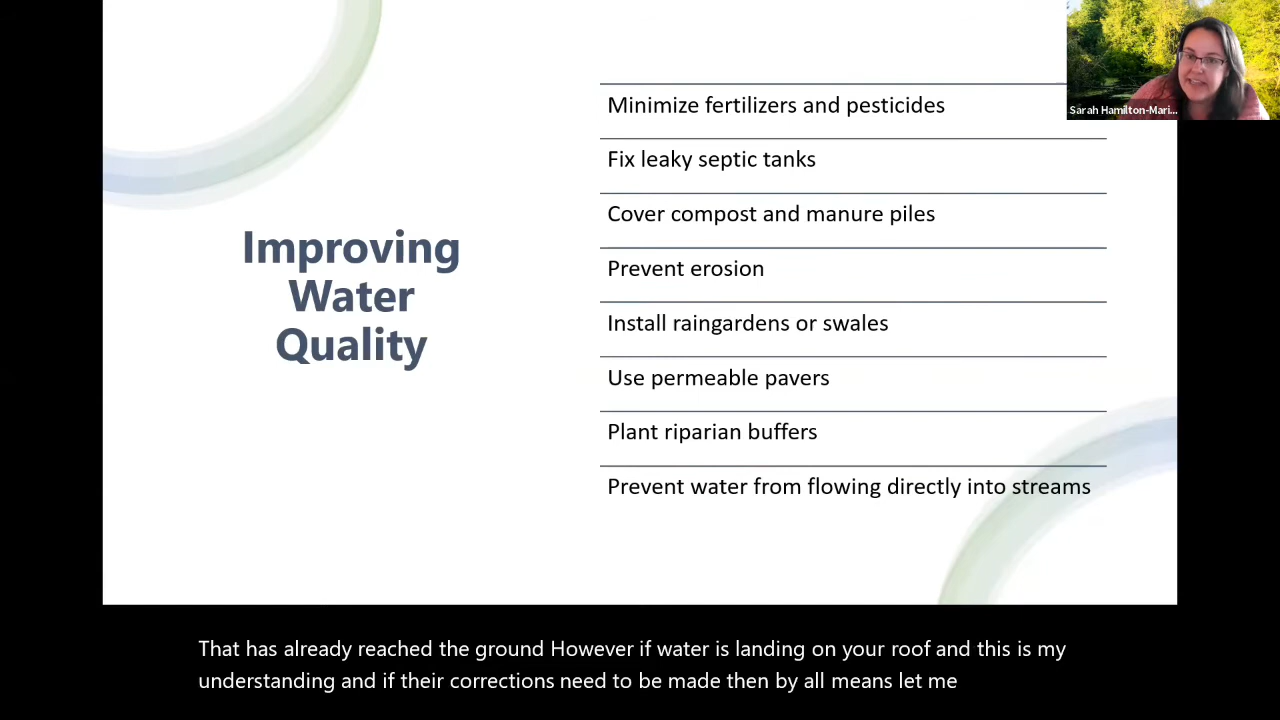 Sarah Hamilton-Mari...
Improving
Water
Quality
Minimize fertilizers and pesticides
Fix leaky septic tanks
Cover compost and manure piles
Prevent erosion
Install raingardens or swales
Use permeable pavers
Plant riparian buffers
Prevent water from flowing directly into streams
That has already reached the ground However if water is landing on your roof and this is my
understanding and if their corrections need to be made then by all means let me